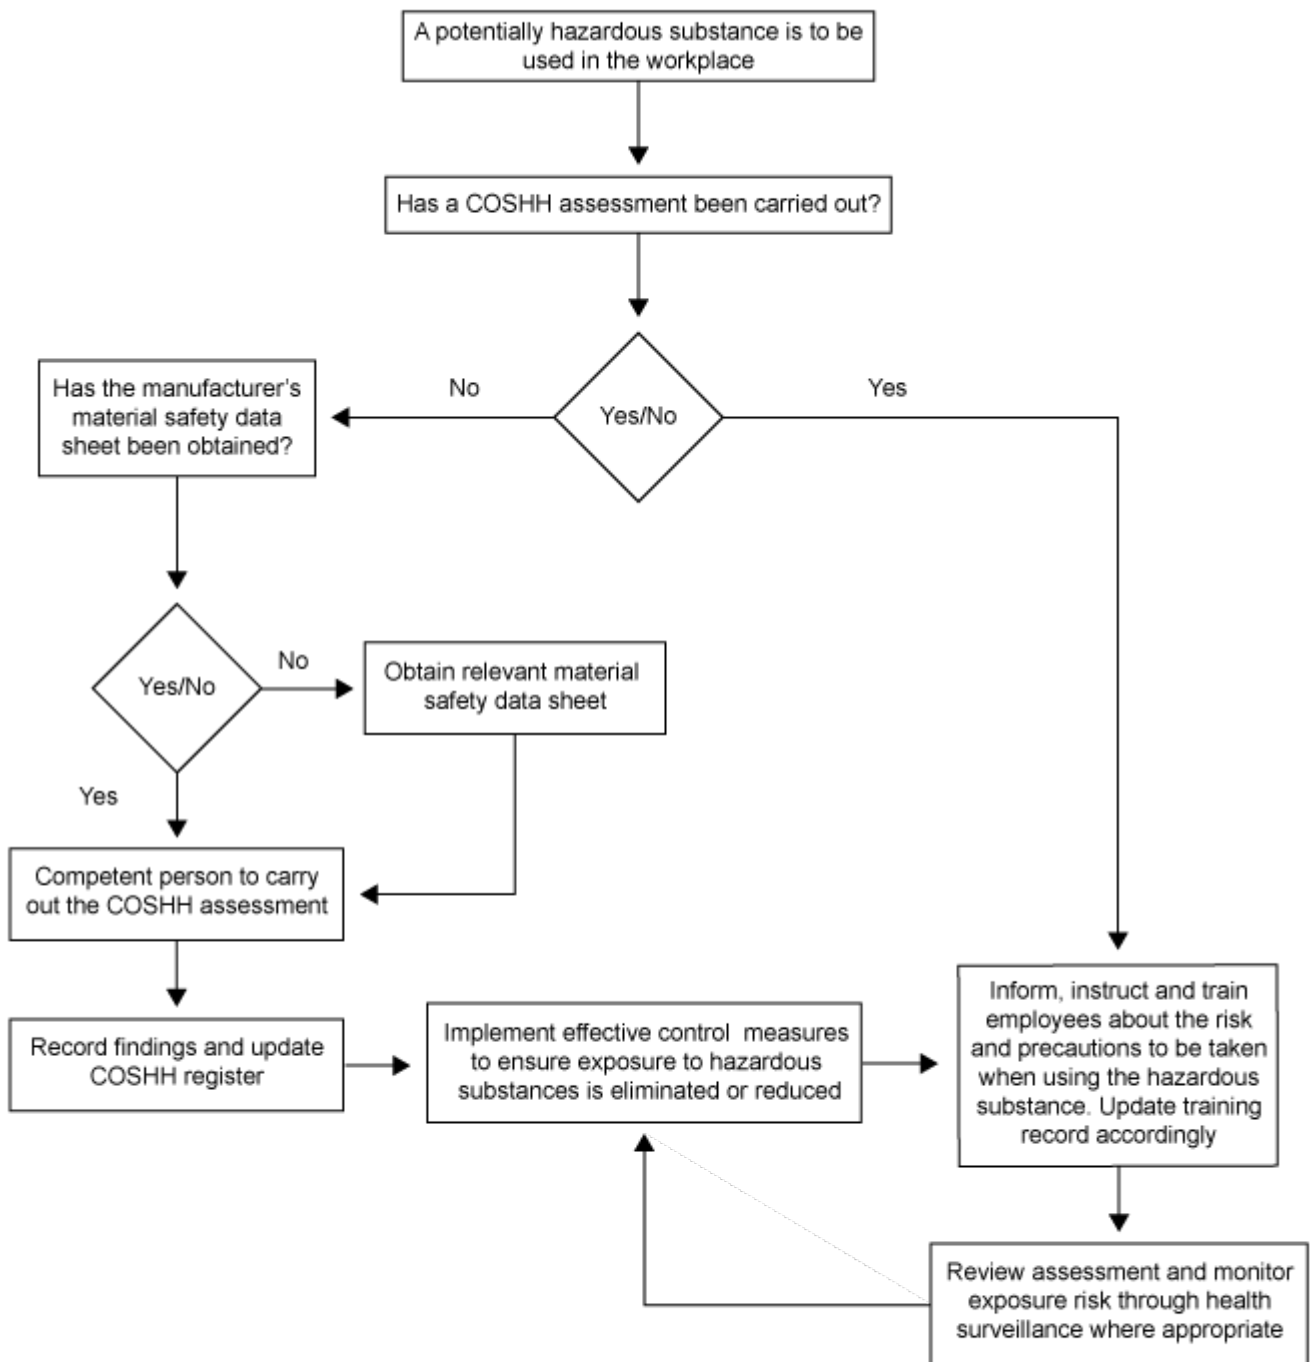 A potentially hazardous substance is to be
used in the workplace
Has a COSHH assessment been carried out?
Has the manufacturer's
material safety data
sheet been obtained?
No
Yes/No
Yes
Yes/No
No
Obtain relevant material
safety data sheet
Yes
Competent person to carry
out the COSHH assessment
Record findings and update
COSHH register
Implement effective control measures
to ensure exposure to hazardous
substances is eliminated or reduced
Inform, instruct and train
employees about the risk
and precautions to be taken
when using the hazardous
substance. Update training
record accordingly
Review assessment and monitor
exposure risk through health
surveillance where appropriate